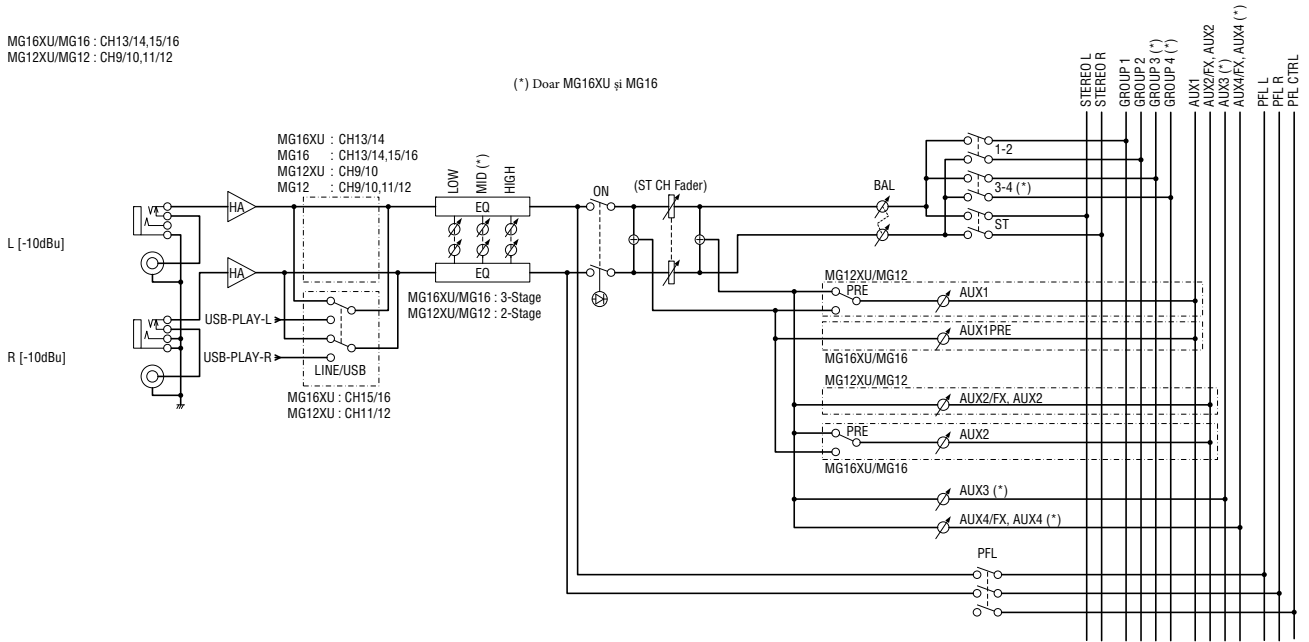 MG16XU/MG16 : CH13/14,15/16
MG12XU/MG12 : CH9/10,11/12
(*) Doar MG16XU și MG16
STEREO L
STEREO R
GROUP 1
GROUP 2
GROUP 3 (*)
GROUP 4 (*)
AUX1
AUX2/FX, AUX2
AUX3 (*)
AUX4/FX, AUX4 (*)
PFL L
PFL R
PFL CTRL
MG16XU : CH13/14
MG16 : CH13/14,15/16
MG12XU : CH9/10
MG12 : CH9/10,11/12
LOW
MID (*)
HIGH
ON
(ST CH Fader)
BAL
1-2
3-4 (*)
ST
HA
EQ
L [-10dBu]
HA
EQ
MG16XU/MG16 : 3-Stage
MG12XU/MG12 : 2-Stage
USB-PLAY-L
USB-PLAY-R
LINE/USB
R [-10dBu]
MG16XU : CH15/16
MG12XU : CH11/12
MG12XU/MG12
PRE
AUX1
AUX1PRE
MG16XU/MG16
MG12XU/MG12
AUX2/FX, AUX2
PRE
AUX2
MG16XU/MG16
AUX3 (*)
AUX4/FX, AUX4 (*)
PFL